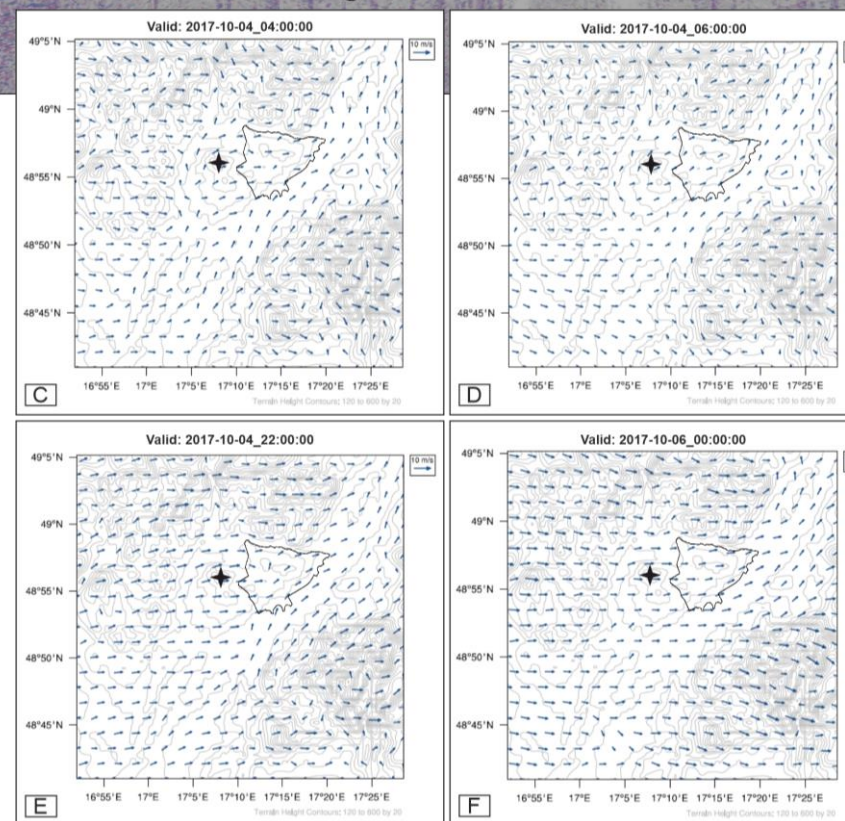 Valid: 2017-10-04_04:00:00
10 m/s
49°5'N
49°N
48°55'N
48°50'N
48°45'N
16°55'E 17°E 17°5'E 17°10'E 17°15'E 17°20'E 17°25'E
Terrain Height Contours: 120 to 600 by 20
C
Valid: 2017-10-04_06:00:00
49°5'N
49°N
48°55'N
48°50'N
48°45'N
16°55'E 17°E 17°5'E 17°10'E 17°15'E 17°20'E 17°25'E
Terrain Height Contours: 120 to 600 by 20
D
Valid: 2017-10-04_22:00:00
10 m/s
49°5'N
49°N
48°55'N
48°50'N
48°45'N
16°55'E 17°E 17°5'E 17°10'E 17°15'E 17°20'E 17°25'E
Terrain Height Contours: 120 to 600 by 20
E
Valid: 2017-10-06_00:00:00
49°5'N
49°N
48°55'N
48°50'N
48°45'N
16°55'E 17°E 17°5'E 17°10'E 17°15'E 17°20'E 17°25'E
Terrain Height Contours: 120 to 600 by 20
F